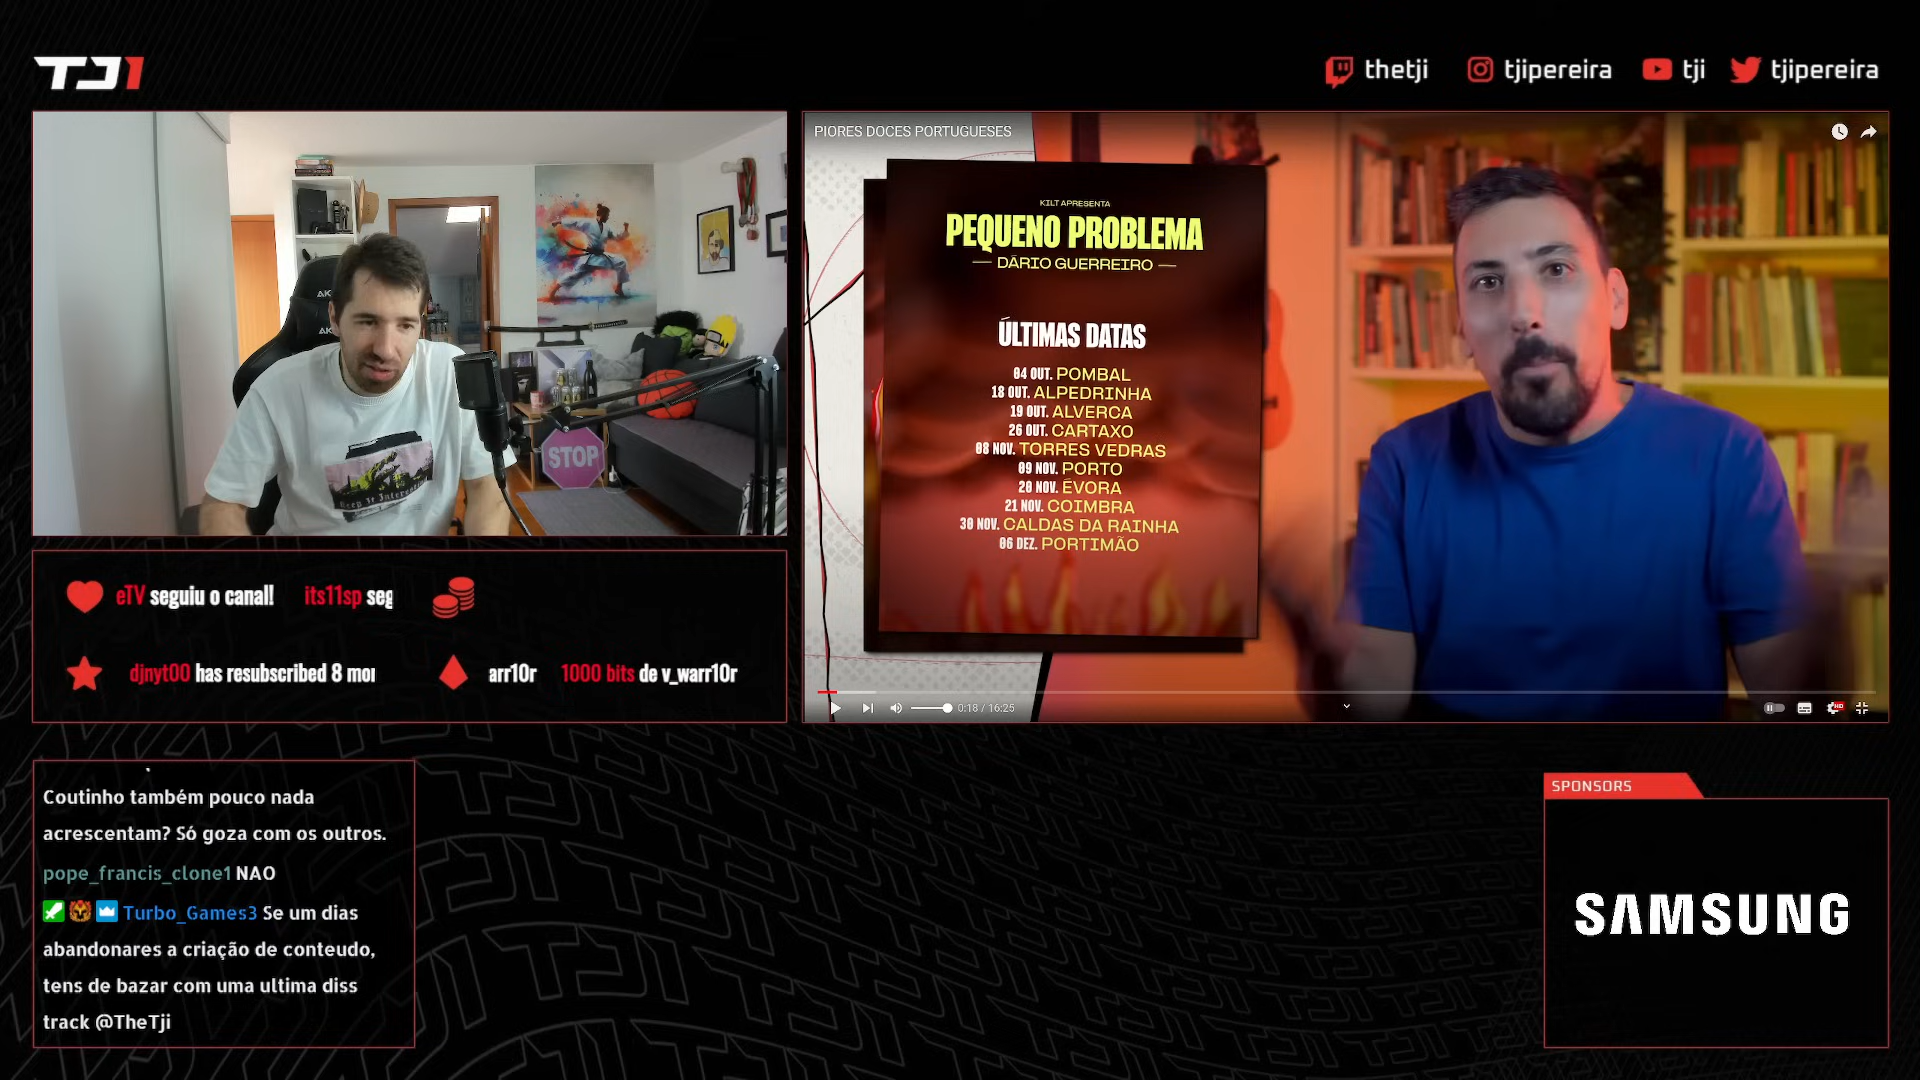 TJ1
thetji
tjipereira
tji
tjipereira
PIORES DOCES PORTUGUESES
KILT APRESENTA
PEQUENO PROBLEMA
— DÁRIO GUERREIRO —
ÚLTIMAS DATAS
04 OUT. POMBAL
18 OUT. ALPEDRINHA
19 OUT. ALVERCA
26 OUT. CARTAXO
08 NOV. TORRES VEDRAS
09 NOV. PORTO
20 NOV. ÉVORA
21 NOV. COIMBRA
30 NOV. CALDAS DA RAINHA
06 DEZ. PORTIMÃO
0:18 / 16:25
HD
AK
AK
STOP
Keep It
eTV seguiu o canal! its11sp seg
djnyt00 has resubscribed 8 mo
arr10r 1000 bits de v_warr10r
Coutinho também pouco nada
acrescentam? Só goza com os outros.
pope_francis_clone1 NAO
Turbo_Games3 Se um dias
abandonares a criação de conteudo,
tens de bazar com uma ultima diss
track @TheTji
SPONSORS
SAMSUNG